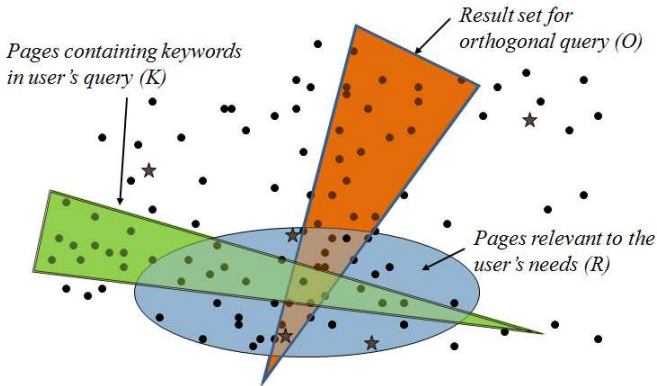 Result set for
orthogonal query (O)
Pages containing keywords
in user's query (K)
Pages relevant to the
user's needs (R)